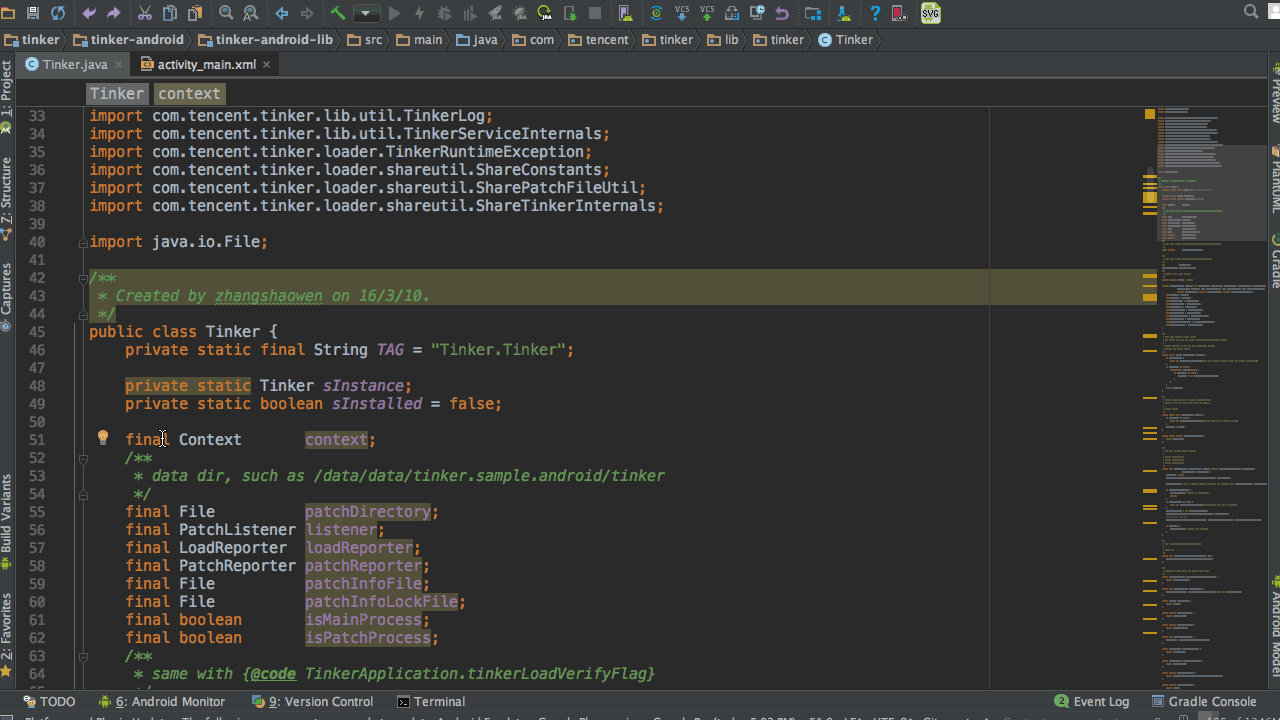 VCS VCS ? SVG
tinker tinker-android tinker-android-lib src main java com tencent tinker lib tinker Tinker
Tinker.java activity_main.xml
Tinker context
1: Project
7: Structure
Captures
Build Variants
2: Favorites
33 import com.tencent.tinker.lib.util.TinkerLog;
34 import com.tencent.tinker.lib.util.TinkerServiceInternals;
35 import com.tencent.tinker.loader.TinkerRuntimeException;
36 import com.tencent.tinker.loader.shareutil.ShareConstants;
37 import com.tencent.tinker.loader.shareutil.SharePatchFileUtil;
38 import com.tencent.tinker.loader.shareutil.ShareTinkerInternals;
39
40 import java.io.File;
41
42 /**
43 * Created by zhangshaowen on 16/3/10.
44 */
45 public class Tinker {
46 private static final String TAG = "Tinker.Tinker";
47
48 private static Tinker sInstance;
49 private static boolean sInstalled = false;
50
51 final Context context;
52 /**
53 * data dir, such as /data/data/tinker.sample.android/tinker
54 */
55 final File patchDirectory;
56 final PatchListener listener;
57 final LoadReporter loadReporter;
58 final PatchReporter patchReporter;
59 final File patchInfoFile;
60 final File patchInfoLockFile;
61 final boolean isMainProcess;
62 final boolean isPatchProcess;
63 /**
64 * same with {@code TinkerApplication.tinkerLoadVerifyFlag}
Preview
PlantUML
Gradle
Android Model
TODO 6: Android Monitor 9: Version Control Terminal 2 Event Log Gradle Console